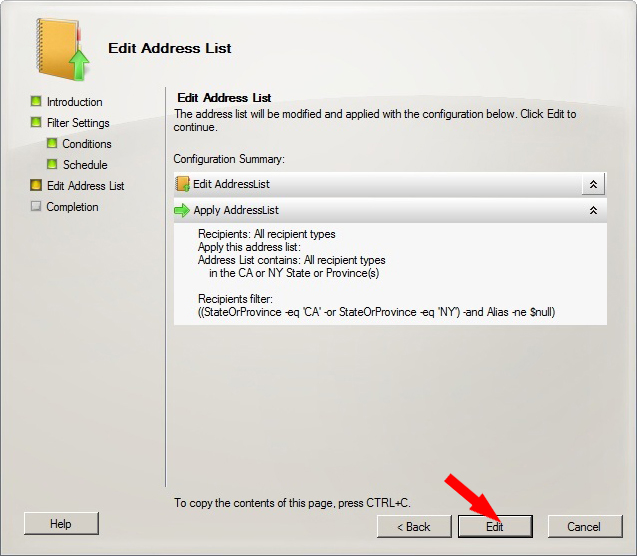 Edit Address List
Introduction
Filter Settings
Conditions
Schedule
Edit Address List
Completion
Edit Address List
The address list will be modified and applied with the configuration below. Click Edit to
continue.
Configuration Summary:
Edit AddressList
Apply AddressList
Recipients: All recipient types
Apply this address list:
Address List contains: All recipient types
in the CA or NY State or Province(s)
Recipients filter:
((StateOrProvince -eq 'CA' -or StateOrProvince -eq 'NY') -and Alias -ne $null)
To copy the contents of this page, press CTRL+C.
Help
< Back
Edit
Cancel